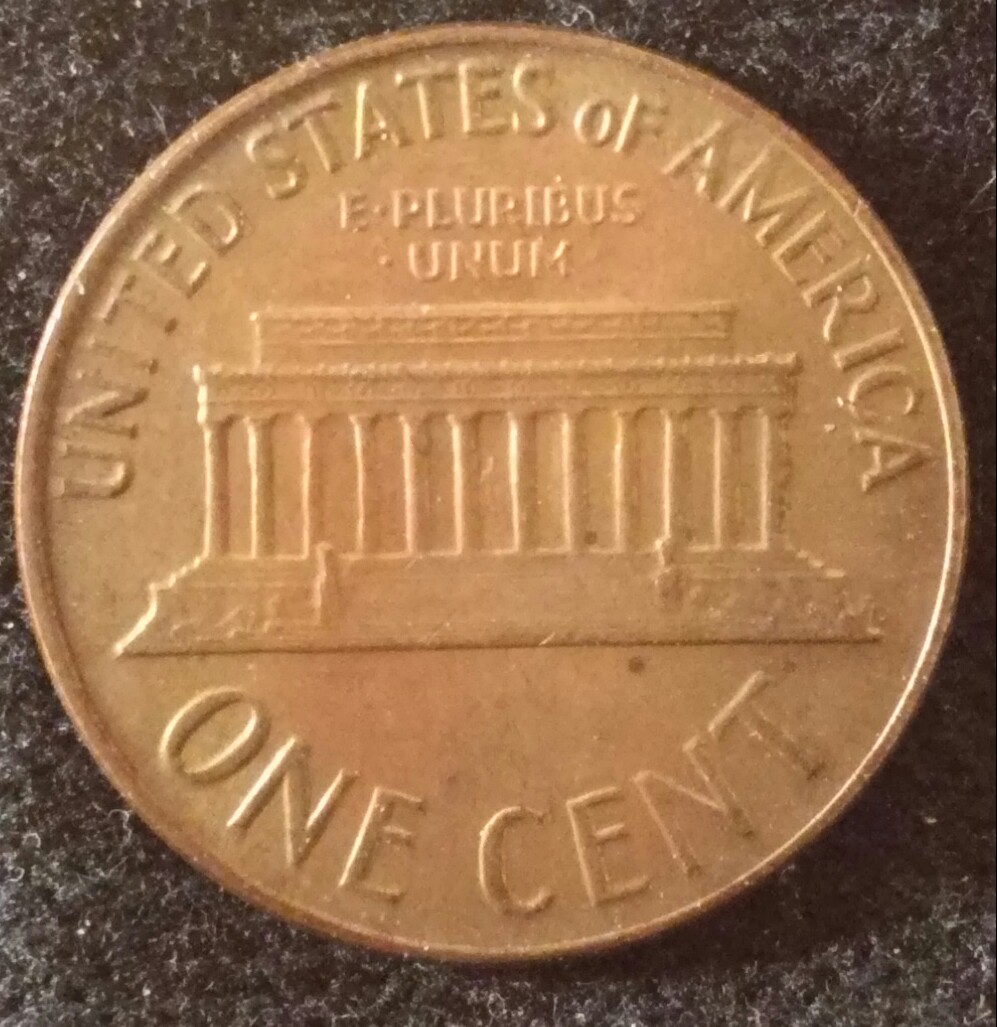 UNITED STATES OF AMERICA
E·PLURIBUS
·UNUM
ONE CENT